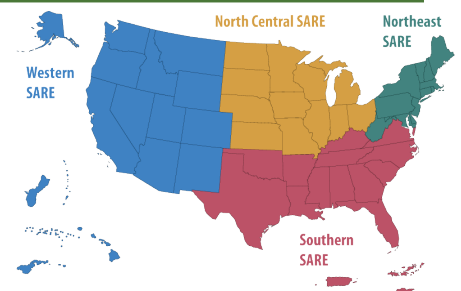 North Central SARE
Northeast
SARE
Western
SARE
Southern
SARE